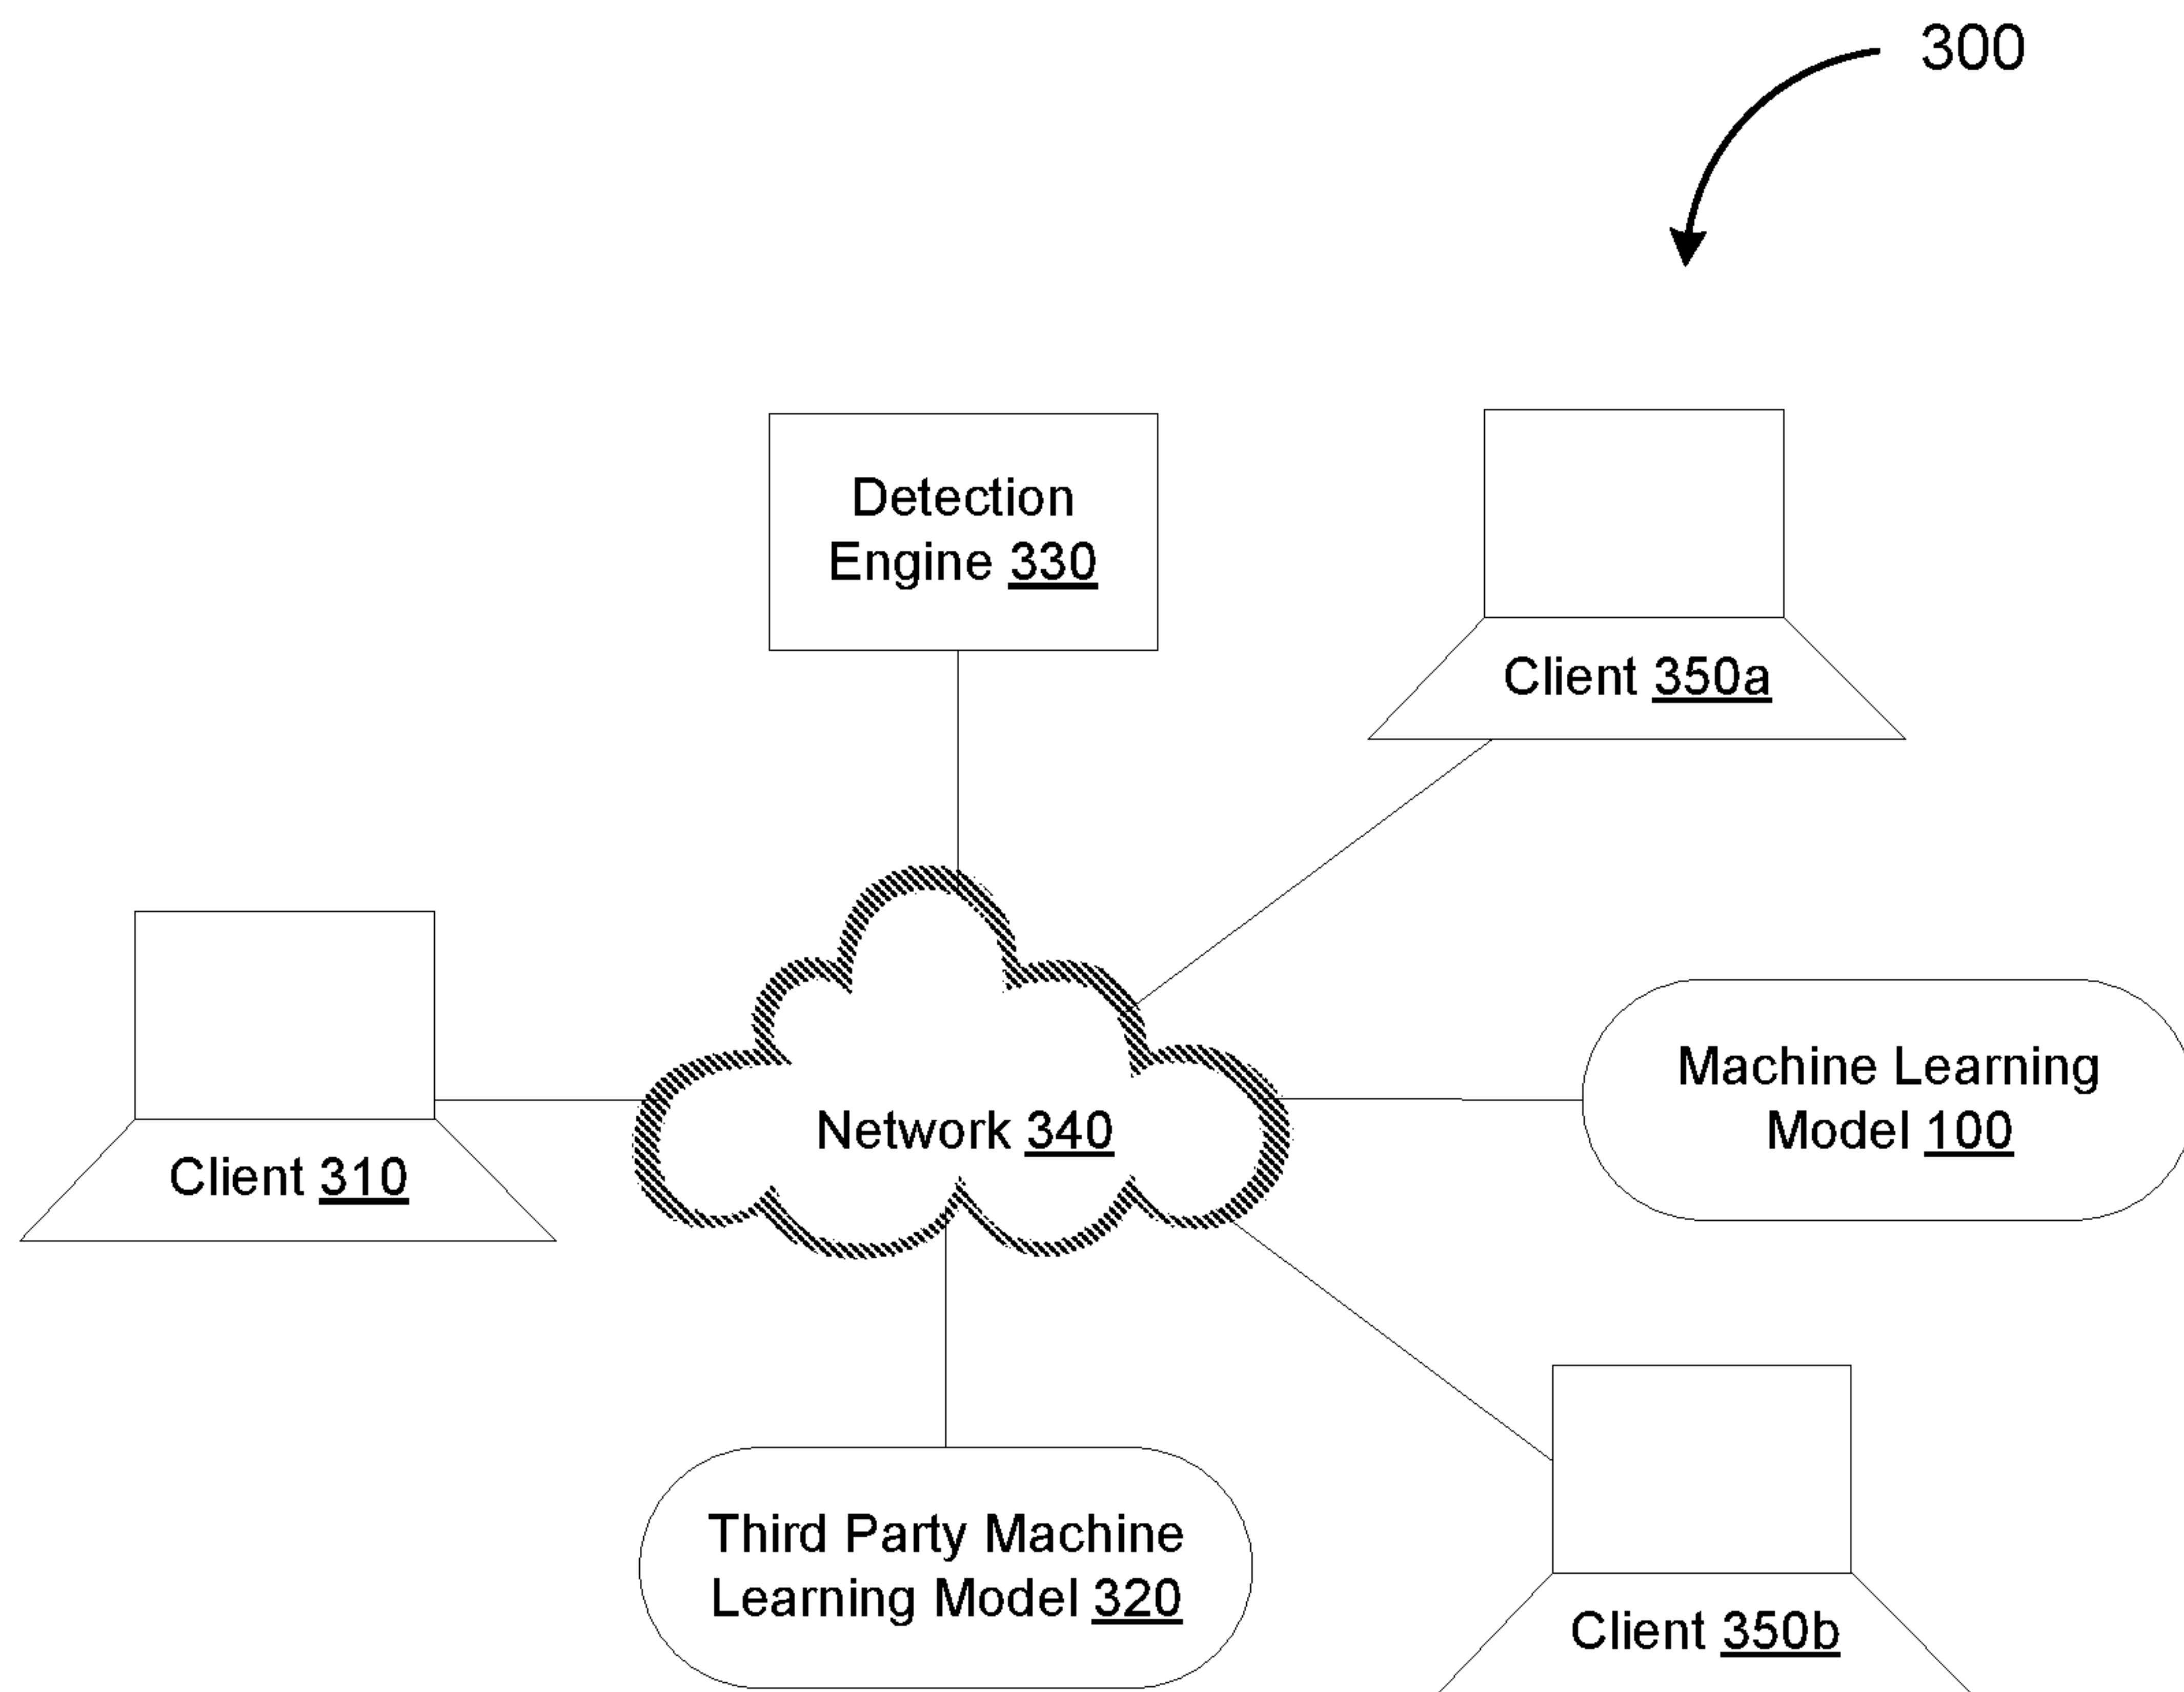 300
Detection
Engine 330
Client 350a
Machine Learning
Model 100
Network 340
Client 310
Third Party Machine
Learning Model 320
Client 350b